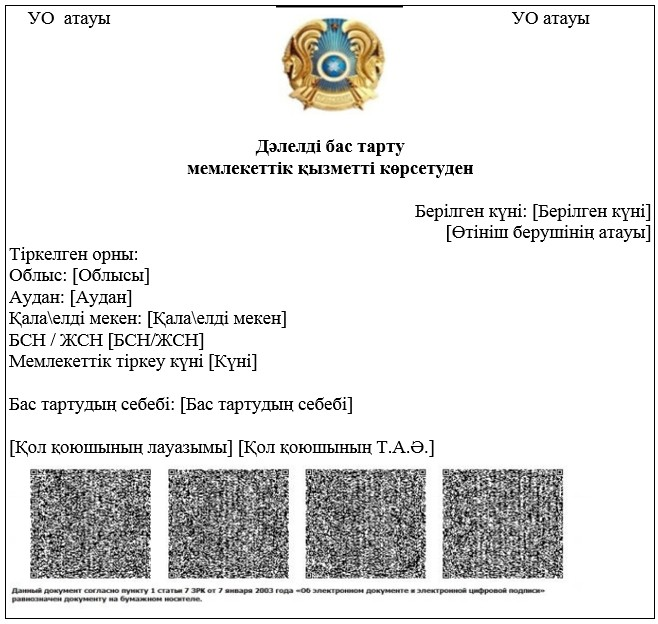 УО атауы УО атауы
Дәлелді бас тарту
мемлекеттік қызметті көрсетуден
Берілген күні: [Берілген күні]
[Өтініш берушінің атауы]
Тіркелген орны:
Облыс: [Облысы]
Аудан: [Аудан]
Қала\елді мекен: [Қала\елді мекен]
БСН / ЖСН [БСН/ЖСН]
Мемлекеттік тіркеу күні [Күні]
Бас тартудың себебі: [Бас тартудың себебі]
[Қол қоюшының лауазымы] [Қол қоюшының Т.А.Ә.]
Данный документ согласно пункту 1 статьи 7 ЗРК от 7 января 2003 года «Об электронном документе и электронной цифровой подписи»
равнозначен документу на бумажном носителе.